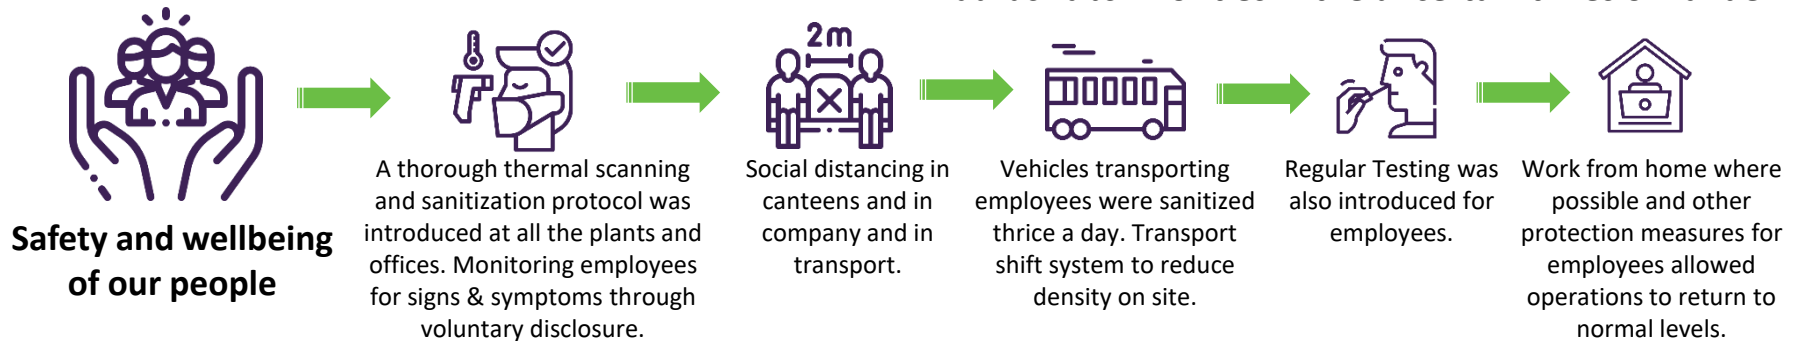 2m
Safety and wellbeing
of our people
A thorough thermal scanning
and sanitization protocol was
introduced at all the plants and
offices. Monitoring employees
for signs & symptoms through
voluntary disclosure.
Social distancing in
canteens and in
company and in
transport.
Vehicles transporting
employees were sanitized
thrice a day. Transport
shift system to reduce
density on site.
Regular Testing was
also introduced for
employees.
Work from home where
possible and other
protection measures for
employees allowed
operations to return to
normal levels.